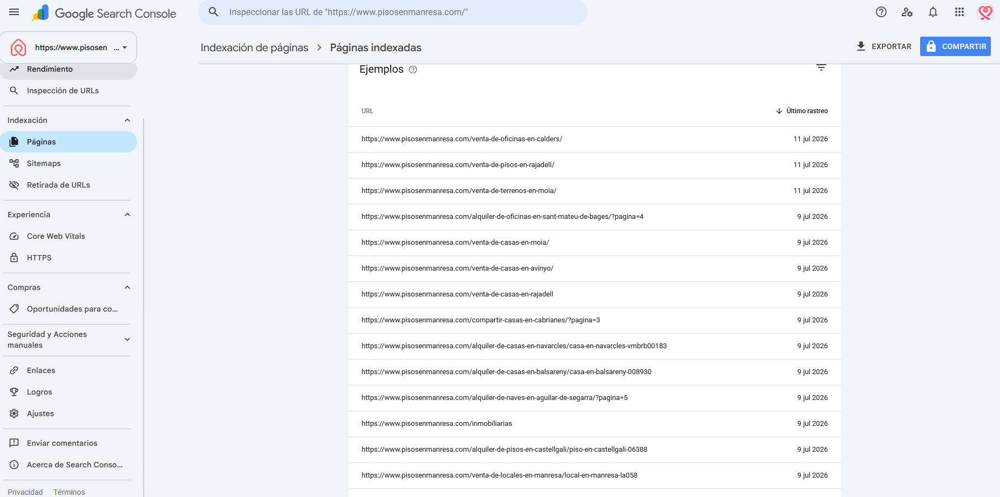 Google Search Console
Inspeccionar las URL de "https://www.pisosenmanresa.com/"
https://www.pisosen ...
Indexación de páginas > Páginas indexadas
EXPORTAR
COMPARTIR
Rendimiento
Inspección de URLs
Indexación
Páginas
Sitemaps
Retirada de URLs
Experiencia
Core Web Vitals
HTTPS
Compras
Oportunidades para co...
Seguridad y Acciones
manuales
Enlaces
Logros
Ajustes
Enviar comentarios
Acerca de Search Conso...
Privacidad Términos
Ejemplos
URL Último rastreo
https://www.pisosenmanresa.com/venta-de-oficinas-en-calders/ 11 jul 2026
https://www.pisosenmanresa.com/venta-de-pisos-en-rajadell/ 11 jul 2026
https://www.pisosenmanresa.com/venta-de-terrenos-en-moia/ 11 jul 2026
https://www.pisosenmanresa.com/alquiler-de-oficinas-en-sant-mateu-de-bages/?pagina=4 9 jul 2026
https://www.pisosenmanresa.com/venta-de-casas-en-moia/ 9 jul 2026
https://www.pisosenmanresa.com/venta-de-casas-en-avinyo/ 9 jul 2026
https://www.pisosenmanresa.com/venta-de-casas-en-rajadell 9 jul 2026
https://www.pisosenmanresa.com/compartir-casas-en-cabrianes/?pagina=3 9 jul 2026
https://www.pisosenmanresa.com/alquiler-de-casas-en-navarcles/casa-en-navarcles-vmbrb00183 9 jul 2026
https://www.pisosenmanresa.com/alquiler-de-casas-en-balsareny/casa-en-balsareny-008930 9 jul 2026
https://www.pisosenmanresa.com/alquiler-de-naves-en-aguilar-de-segarra/?pagina=5 9 jul 2026
https://www.pisosenmanresa.com/inmobiliarias 9 jul 2026
https://www.pisosenmanresa.com/alquiler-de-pisos-en-castellgali/piso-en-castellgali-06388 9 jul 2026
https://www.pisosenmanresa.com/venta-de-locales-en-manresa/local-en-manresa-la058 9 jul 2026